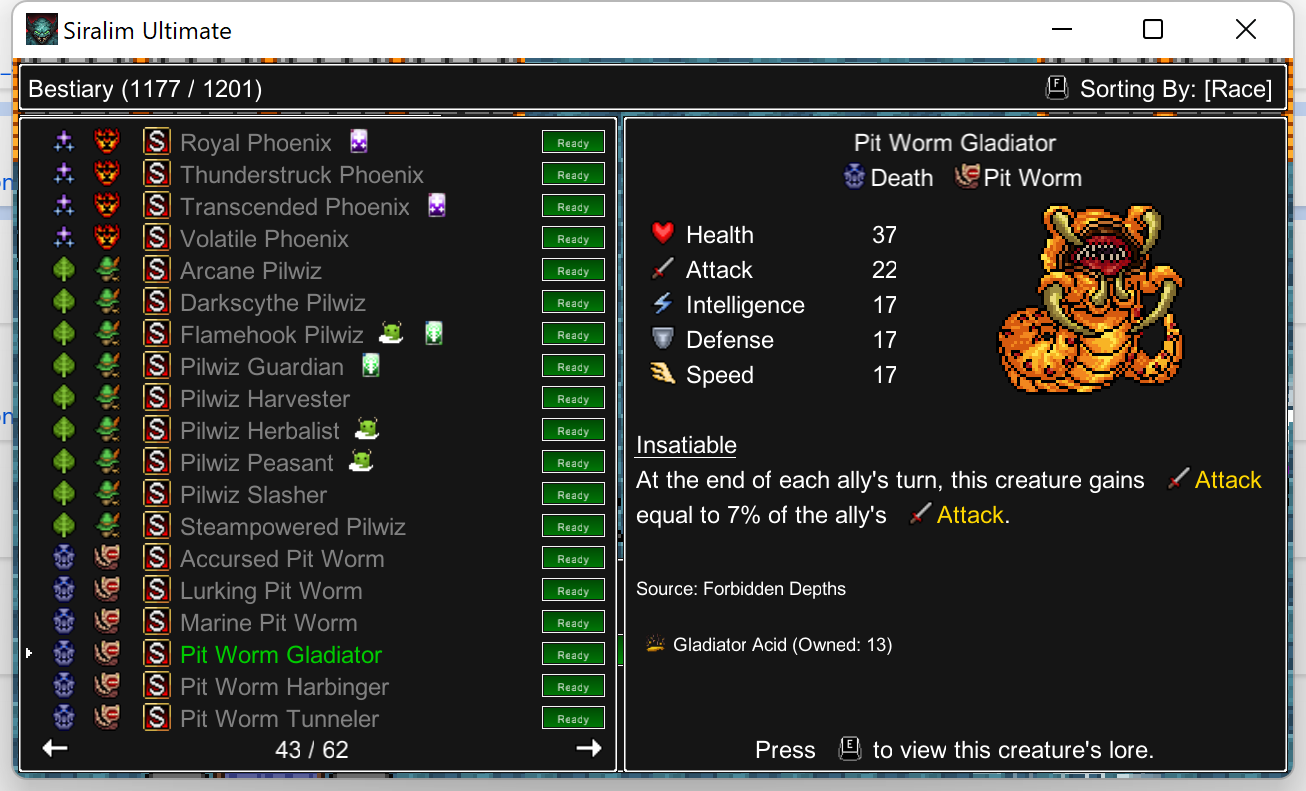 Siralim Ultimate
Bestiary (1177 / 1201)
F Sorting By: [Race]
S Royal Phoenix Ready
S Thunderstruck Phoenix Ready
S Transcended Phoenix Ready
S Volatile Phoenix Ready
S Arcane Pilwiz Ready
S Darkscythe Pilwiz Ready
S Flamehook Pilwiz Ready
S Pilwiz Guardian Ready
S Pilwiz Harvester Ready
S Pilwiz Herbalist Ready
S Pilwiz Peasant Ready
S Pilwiz Slasher Ready
S Steampowered Pilwiz Ready
S Accursed Pit Worm Ready
S Lurking Pit Worm Ready
S Marine Pit Worm Ready
S Pit Worm Gladiator Ready
S Pit Worm Harbinger Ready
S Pit Worm Tunneler Ready
43 / 62
Pit Worm Gladiator
Death Pit Worm
Health 37
Attack 22
Intelligence 17
Defense 17
Speed 17
Insatiable
At the end of each ally's turn, this creature gains Attack
equal to 7% of the ally's Attack.
Source: Forbidden Depths
Gladiator Acid (Owned: 13)
Press E to view this creature's lore.